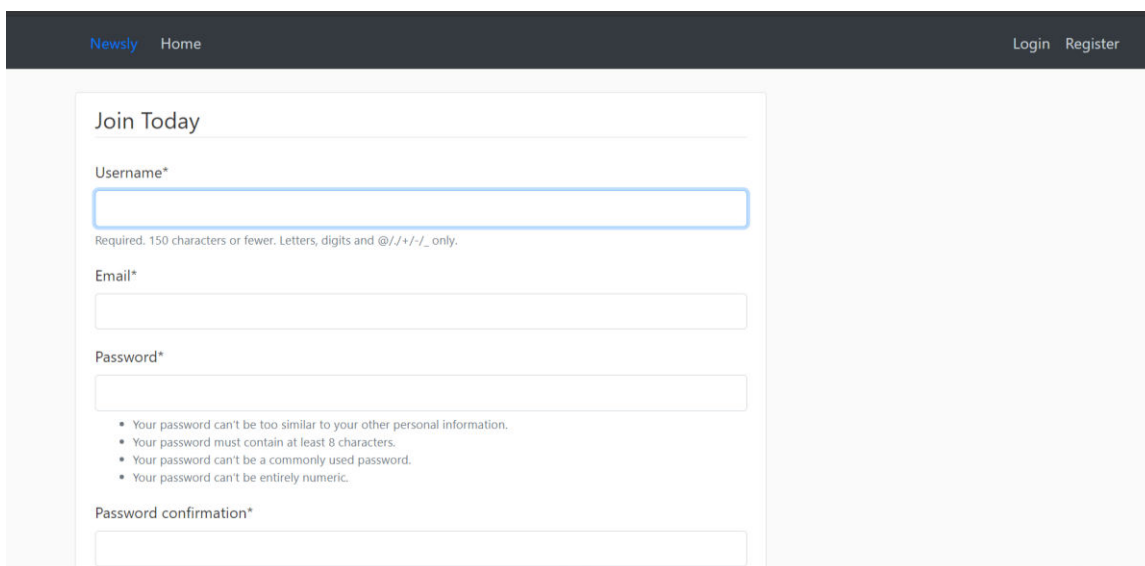 Newsly Home Login Register
Join Today
Username*
Required. 150 characters or fewer. Letters, digits and @/./+/-/_ only.
Email*
Password*
• Your password can't be too similar to your other personal information.
• Your password must contain at least 8 characters.
• Your password can't be a commonly used password.
• Your password can't be entirely numeric.
Password confirmation*